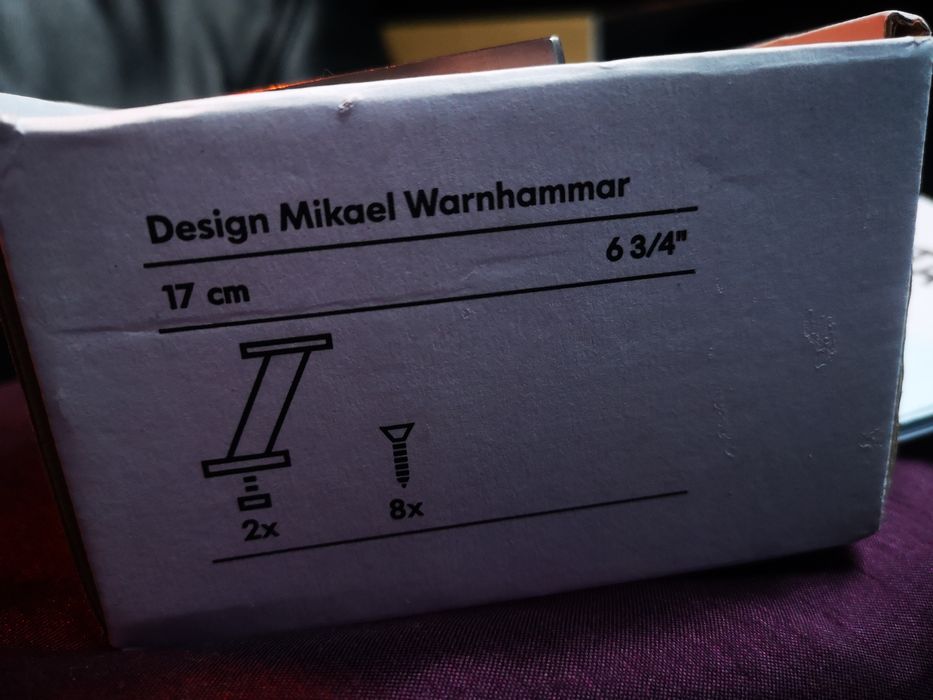 Design Mikael Warnhammar
17 cm 6 3/4"
2x 8x